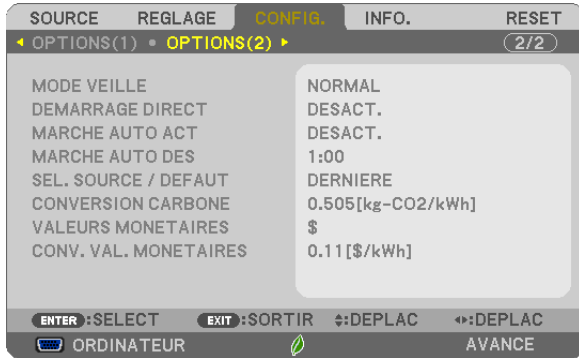 SOURCE REGLAGE CONFIG. INFO. RESET
OPTIONS(1) • OPTIONS(2) 2/2
MODE VEILLE NORMAL
DEMARRAGE DIRECT DESACT.
MARCHE AUTO ACT DESACT.
MARCHE AUTO DES 1:00
SEL. SOURCE / DEFAUT DERNIERE
CONVERSION CARBONE 0.505[kg-CO2/kWh]
VALEURS MONETAIRES $
CONV. VAL. MONETAIRES 0.11[$/kWh]
ENTER :SELECT EXIT :SORTIR :DEPLAC :DEPLAC
ORDINATEUR AVANCE